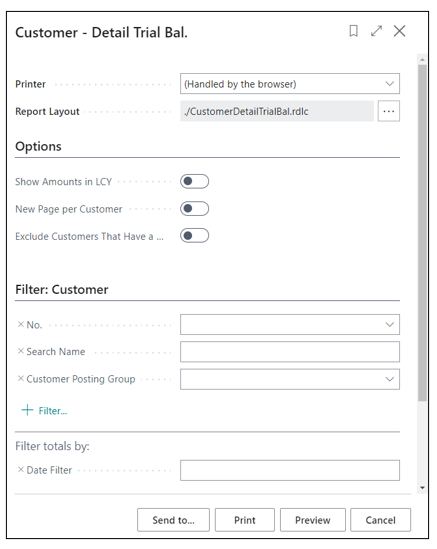 Customer - Detail Trial Bal.
Printer (Handled by the browser)
Report Layout ./CustomerDetailTrialBal.rdlc ...
Options
Show Amounts in LCY
New Page per Customer
Exclude Customers That Have a ...
Filter: Customer
× No.
× Search Name
× Customer Posting Group
+ Filter...
Filter totals by:
× Date Filter
Send to... Print Preview Cancel